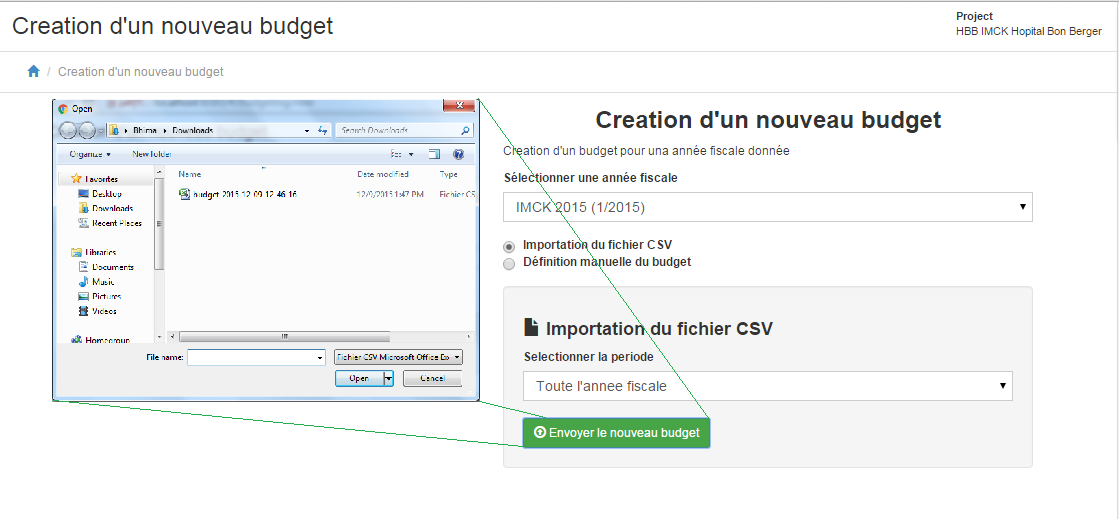 Creation d'un nouveau budget
Project
HBB IMCK Hopital Bon Berger
/ Creation d'un nouveau budget
Open
Bhima Downloads
Search Downloads
Organize New folder
Favorites
Desktop
Downloads
Recent Places
Libraries
Documents
Music
Pictures
Videos
Homegroup
Name Date modified Type
budget 2015 12 09 12 46 16 12/9/2015 1:47 PM Fichier CS
File name:
Fichier CSV Microsoft Office Ex
Open Cancel
Creation d'un nouveau budget
Creation d'un budget pour una année fiscale donnée
Sélectionner une année fiscale
IMCK 2015 (1/2015)
Importation du fichier CSV
Définition manuelle du budget
Importation du fichier CSV
Selectionner la periode
Toute l'annee fiscale
Envoyer le nouveau budget